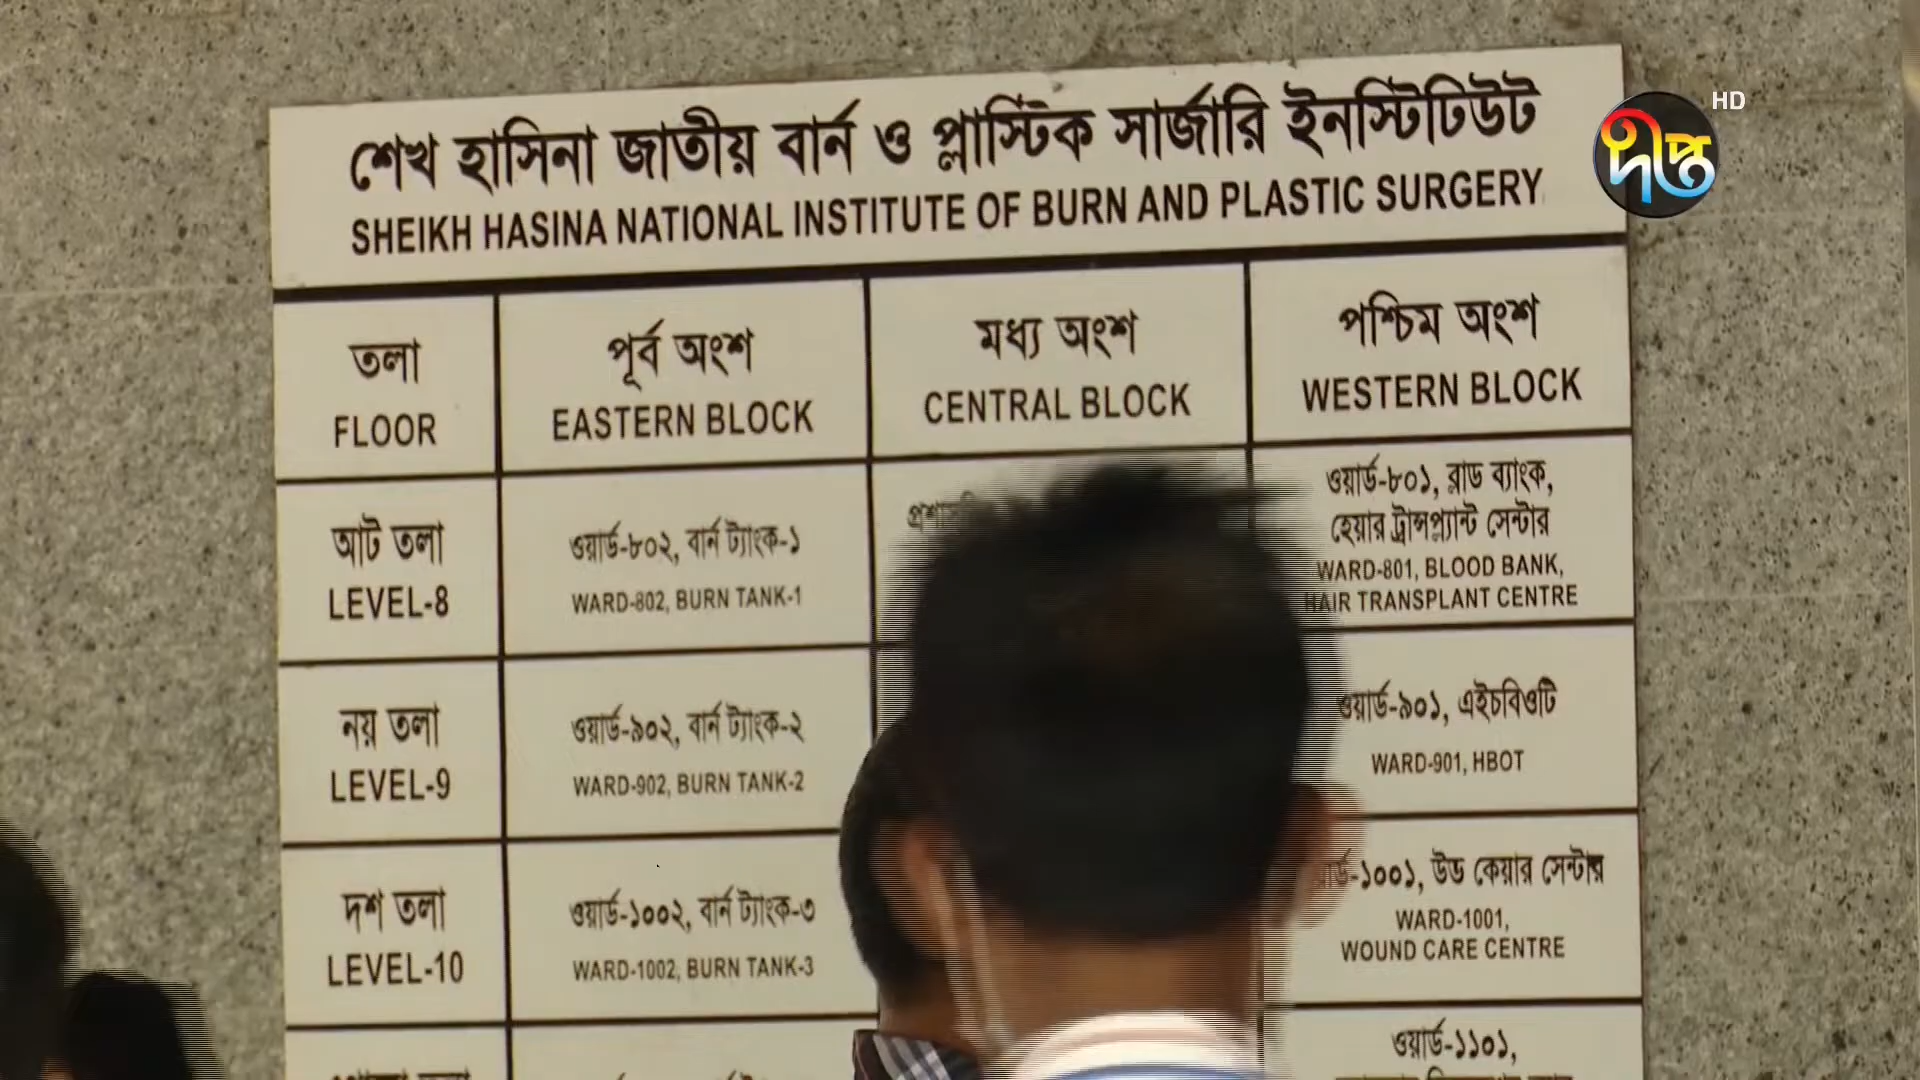 শেখ হাসিনা জাতীয় বার্ন ও প্লাস্টিক সার্জারি ইনস্টিটিউট
SHEIKH HASINA NATIONAL INSTITUTE OF BURN AND PLASTIC SURGERY
HD
দীপ্ত
তলা
FLOOR
পূর্ব অংশ
EASTERN BLOCK
মধ্য অংশ
CENTRAL BLOCK
পশ্চিম অংশ
WESTERN BLOCK
আট তলা
LEVEL-8
ওয়ার্ড-৮০২, বার্ন ট্যাংক-১
WARD-802, BURN TANK-1
ওয়ার্ড-৮০১, ব্লাড ব্যাংক,
হেয়ার ট্রান্সপ্ল্যান্ট সেন্টার
WARD-801, BLOOD BANK,
HAIR TRANSPLANT CENTRE
নয় তলা
LEVEL-9
ওয়ার্ড-৯০২, বার্ন ট্যাংক-২
WARD-902, BURN TANK-2
ওয়ার্ড-৯০১, এইচবিওটি
WARD-901, HBOT
দশ তলা
LEVEL-10
ওয়ার্ড-১০০২, বার্ন ট্যাংক-৩
WARD-1002, BURN TANK-3
উন্ড কেয়ার সেন্টার
WARD-1001,
WOUND CARE CENTRE
ওয়ার্ড-১১০১,